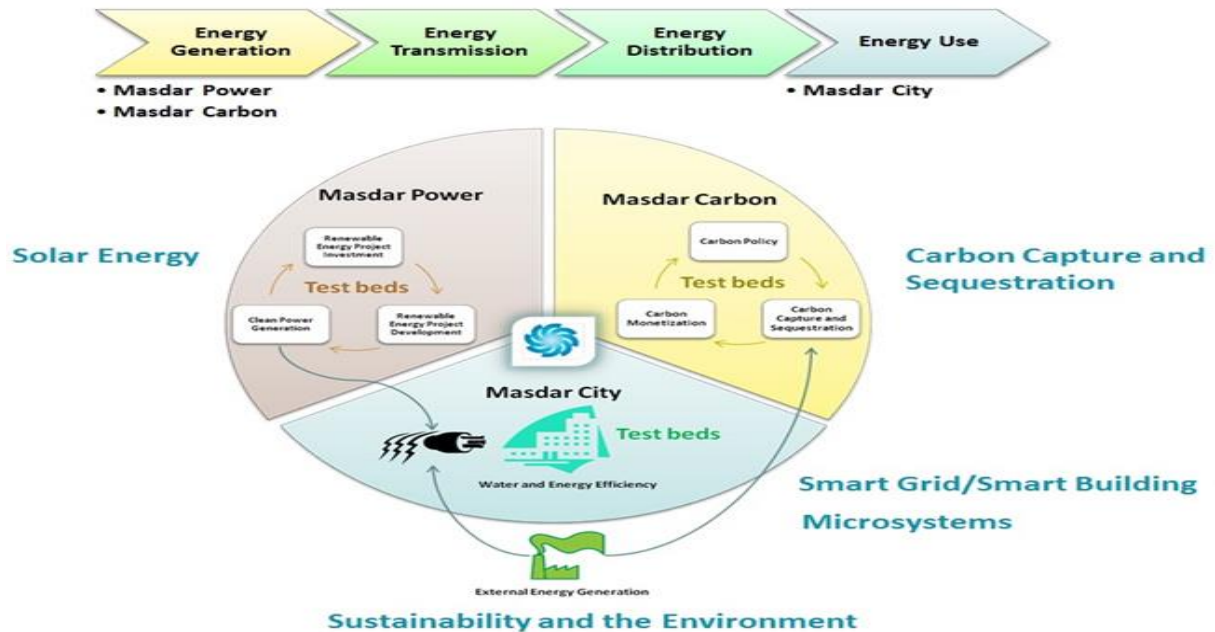 Energy
Generation
Energy
Transmission
Energy
Distribution
Energy Use
• Masdar Power
• Masdar Carbon
• Masdar City
Masdar Power
Renewable
Energy Project
Investment
Test beds
Clean Power
Generation
Renewable
Energy Project
Development
Masdar Carbon
Carbon Policy
Test beds
Carbon
Monetization
Carbon
Capture and
Sequestration
Solar Energy
Carbon Capture and
Sequestration
Masdar City
Test beds
Water and Energy Efficiency
Smart Grid/Smart Building
Microsystems
External Energy Generation
Sustainability and the Environment